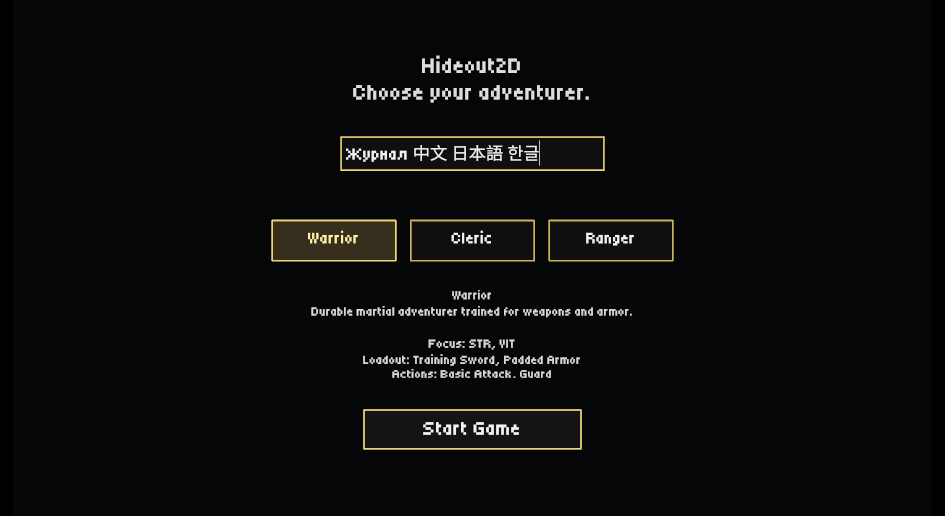 Hideout2D
Choose your adventurer.
Журнал 中文 日本語 한글
Warrior
Cleric
Ranger
Warrior
Durable martial adventurer trained for weapons and armor.
Focus: STR, VIT
Loadout: Training Sword, Padded Armor
Actions: Basic Attack, Guard
Start Game